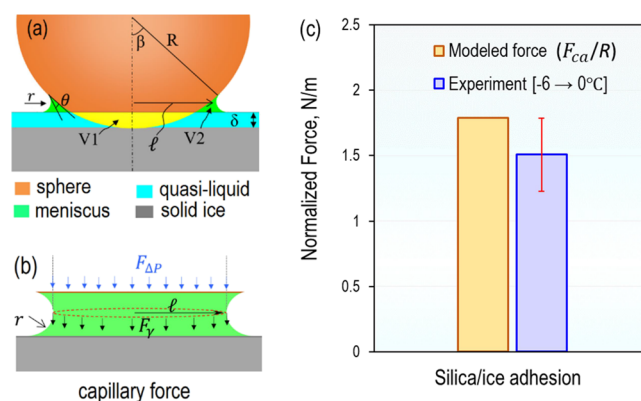 (a)
β
R
r
θ
V1
ℓ
V2
δ
sphere
quasi-liquid
meniscus
solid ice
(b)
F_ΔP
ℓ
r
F_γ
capillary force
(c)
2.5
2
1.5
1
0.5
0
Normalized Force, N/m
Modeled force (F_ca/R)
Experiment [-6 → 0°C]
Silica/ice adhesion